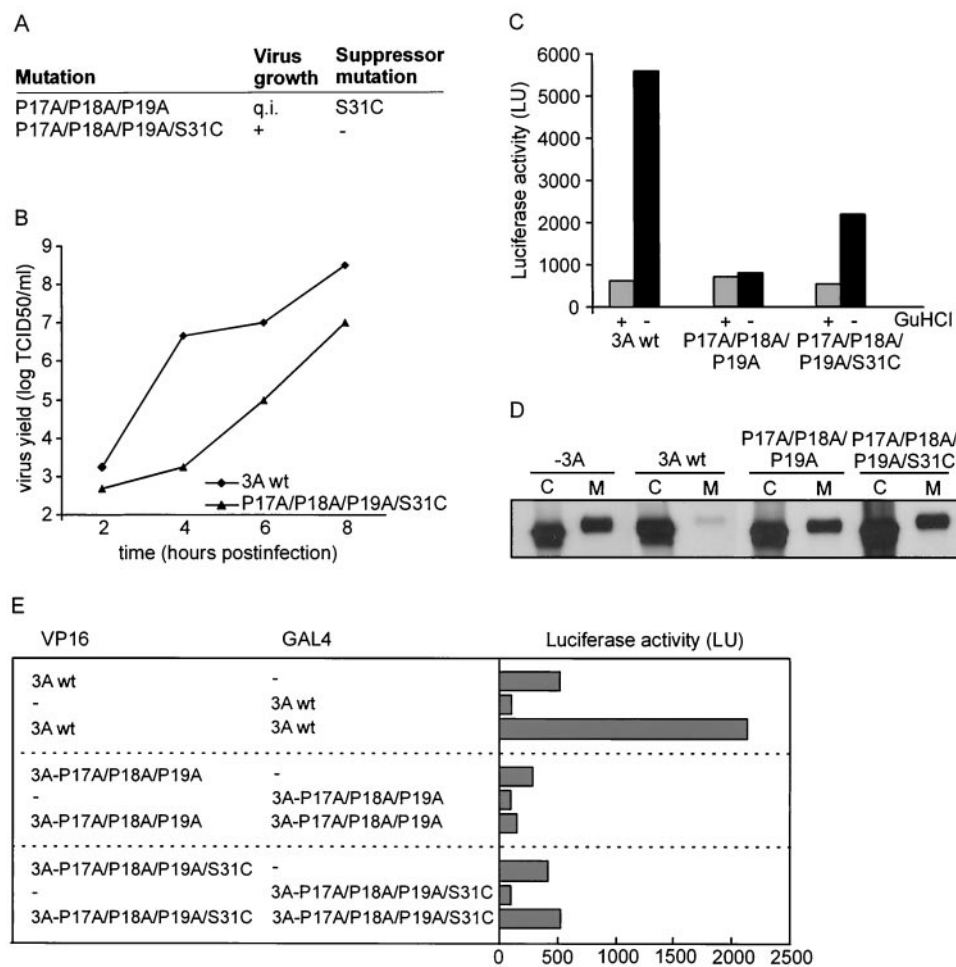 A
Mutation Virus growth Suppressor mutation
P17A/P18A/P19A q.i. S31C
P17A/P18A/P19A/S31C + -
B
virus yield (log TCID50/ml)
9
8
7
6
5
4
3
2
2 4 6 8
time (hours postinfection)
3A wt
P17A/P18A/P19A/S31C
C
Luciferase activity (LU)
6000
5000
4000
3000
2000
1000
0
+ - + - + - GuHCl
3A wt
P17A/P18A/
P19A
P17A/P18A/
P19A/S31C
D
-3A
3A wt
P17A/P18A/
P19A
P17A/P18A/
P19A/S31C
C M C M C M C M
E
VP16 GAL4 Luciferase activity (LU)
3A wt -
- 3A wt
3A wt 3A wt
3A-P17A/P18A/P19A -
- 3A-P17A/P18A/P19A
3A-P17A/P18A/P19A 3A-P17A/P18A/P19A
3A-P17A/P18A/P19A/S31C -
- 3A-P17A/P18A/P19A/S31C
3A-P17A/P18A/P19A/S31C 3A-P17A/P18A/P19A/S31C
0 500 1000 1500 2000 2500